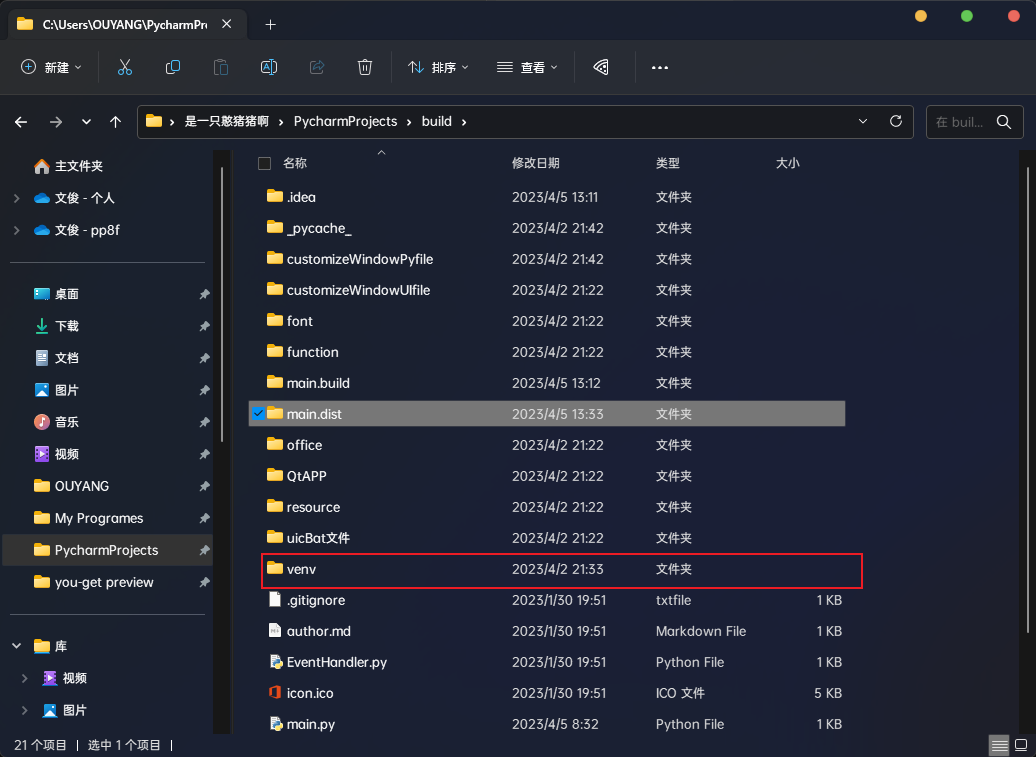 C:\Users\OUYANG\PycharmPr
新建
排序
查看
是一只憨猪猪啊 PycharmProjects build
在 buil...
主文件夹
文俊 - 个人
文俊 - pp8f
桌面
下载
文档
图片
音乐
视频
OUYANG
My Programes
PycharmProjects
you-get preview
库
视频
图片
名称 修改日期 类型 大小
.idea 2023/4/5 13:11 文件夹
_pycache_ 2023/4/2 21:42 文件夹
customizeWindowPyfile 2023/4/2 21:42 文件夹
customizeWindowUIfile 2023/4/2 21:22 文件夹
font 2023/4/2 21:22 文件夹
function 2023/4/2 21:22 文件夹
main.build 2023/4/5 13:12 文件夹
main.dist 2023/4/5 13:33 文件夹
office 2023/4/2 21:22 文件夹
QtAPP 2023/4/2 21:22 文件夹
resource 2023/4/2 21:22 文件夹
uicBat文件 2023/4/2 21:22 文件夹
venv 2023/4/2 21:33 文件夹
.gitignore 2023/1/30 19:51 txtfile 1 KB
author.md 2023/1/30 19:51 Markdown File 1 KB
EventHandler.py 2023/1/30 19:51 Python File 1 KB
icon.ico 2023/1/30 19:51 ICO 文件 5 KB
main.py 2023/4/5 8:32 Python File 1 KB
21 个项目 | 选中 1 个项目 |